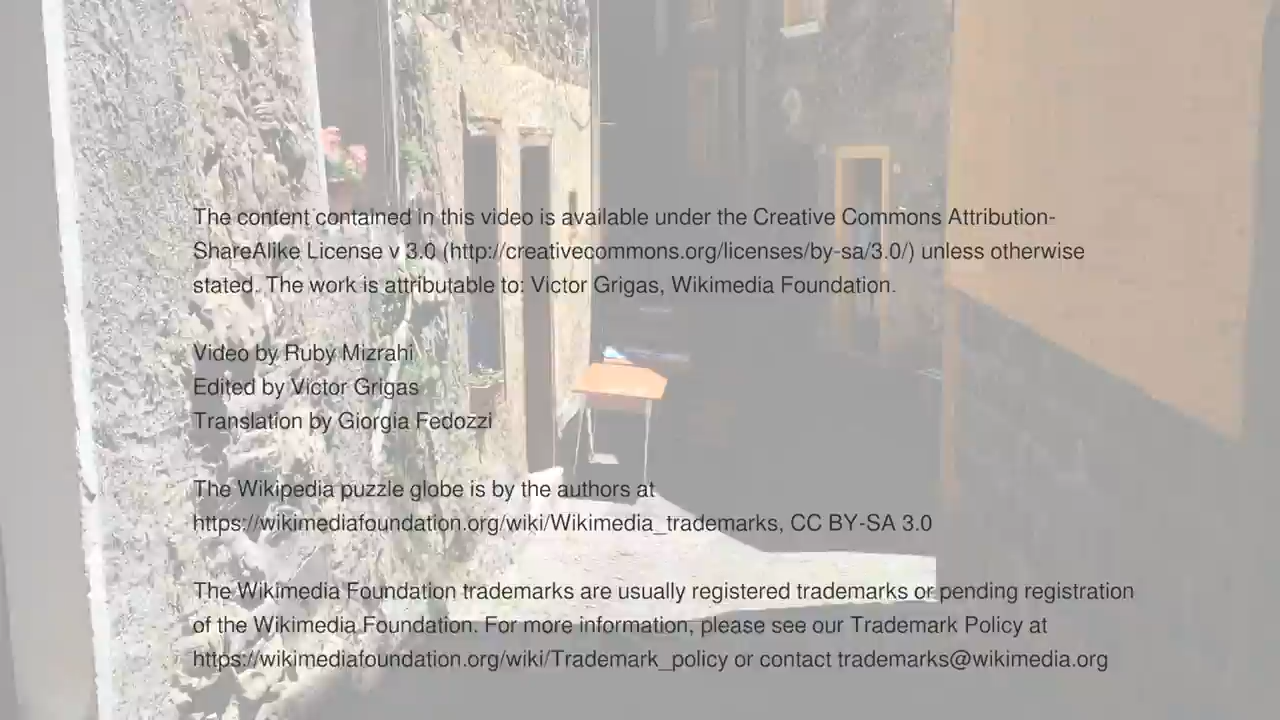 The content contained in this video is available under the Creative Commons Attribution-
ShareAlike License v 3.0 (http://creativecommons.org/licenses/by-sa/3.0/) unless otherwise
stated. The work is attributable to: Victor Grigas, Wikimedia Foundation.
Video by Ruby Mizrahi
Edited by Victor Grigas
Translation by Giorgia Fedozzi
The Wikipedia puzzle globe is by the authors at
https://wikimediafoundation.org/wiki/Wikimedia_trademarks, CC BY-SA 3.0
The Wikimedia Foundation trademarks are usually registered trademarks or pending registration
of the Wikimedia Foundation. For more information, please see our Trademark Policy at
https://wikimediafoundation.org/wiki/Trademark_policy or contact trademarks@wikimedia.org